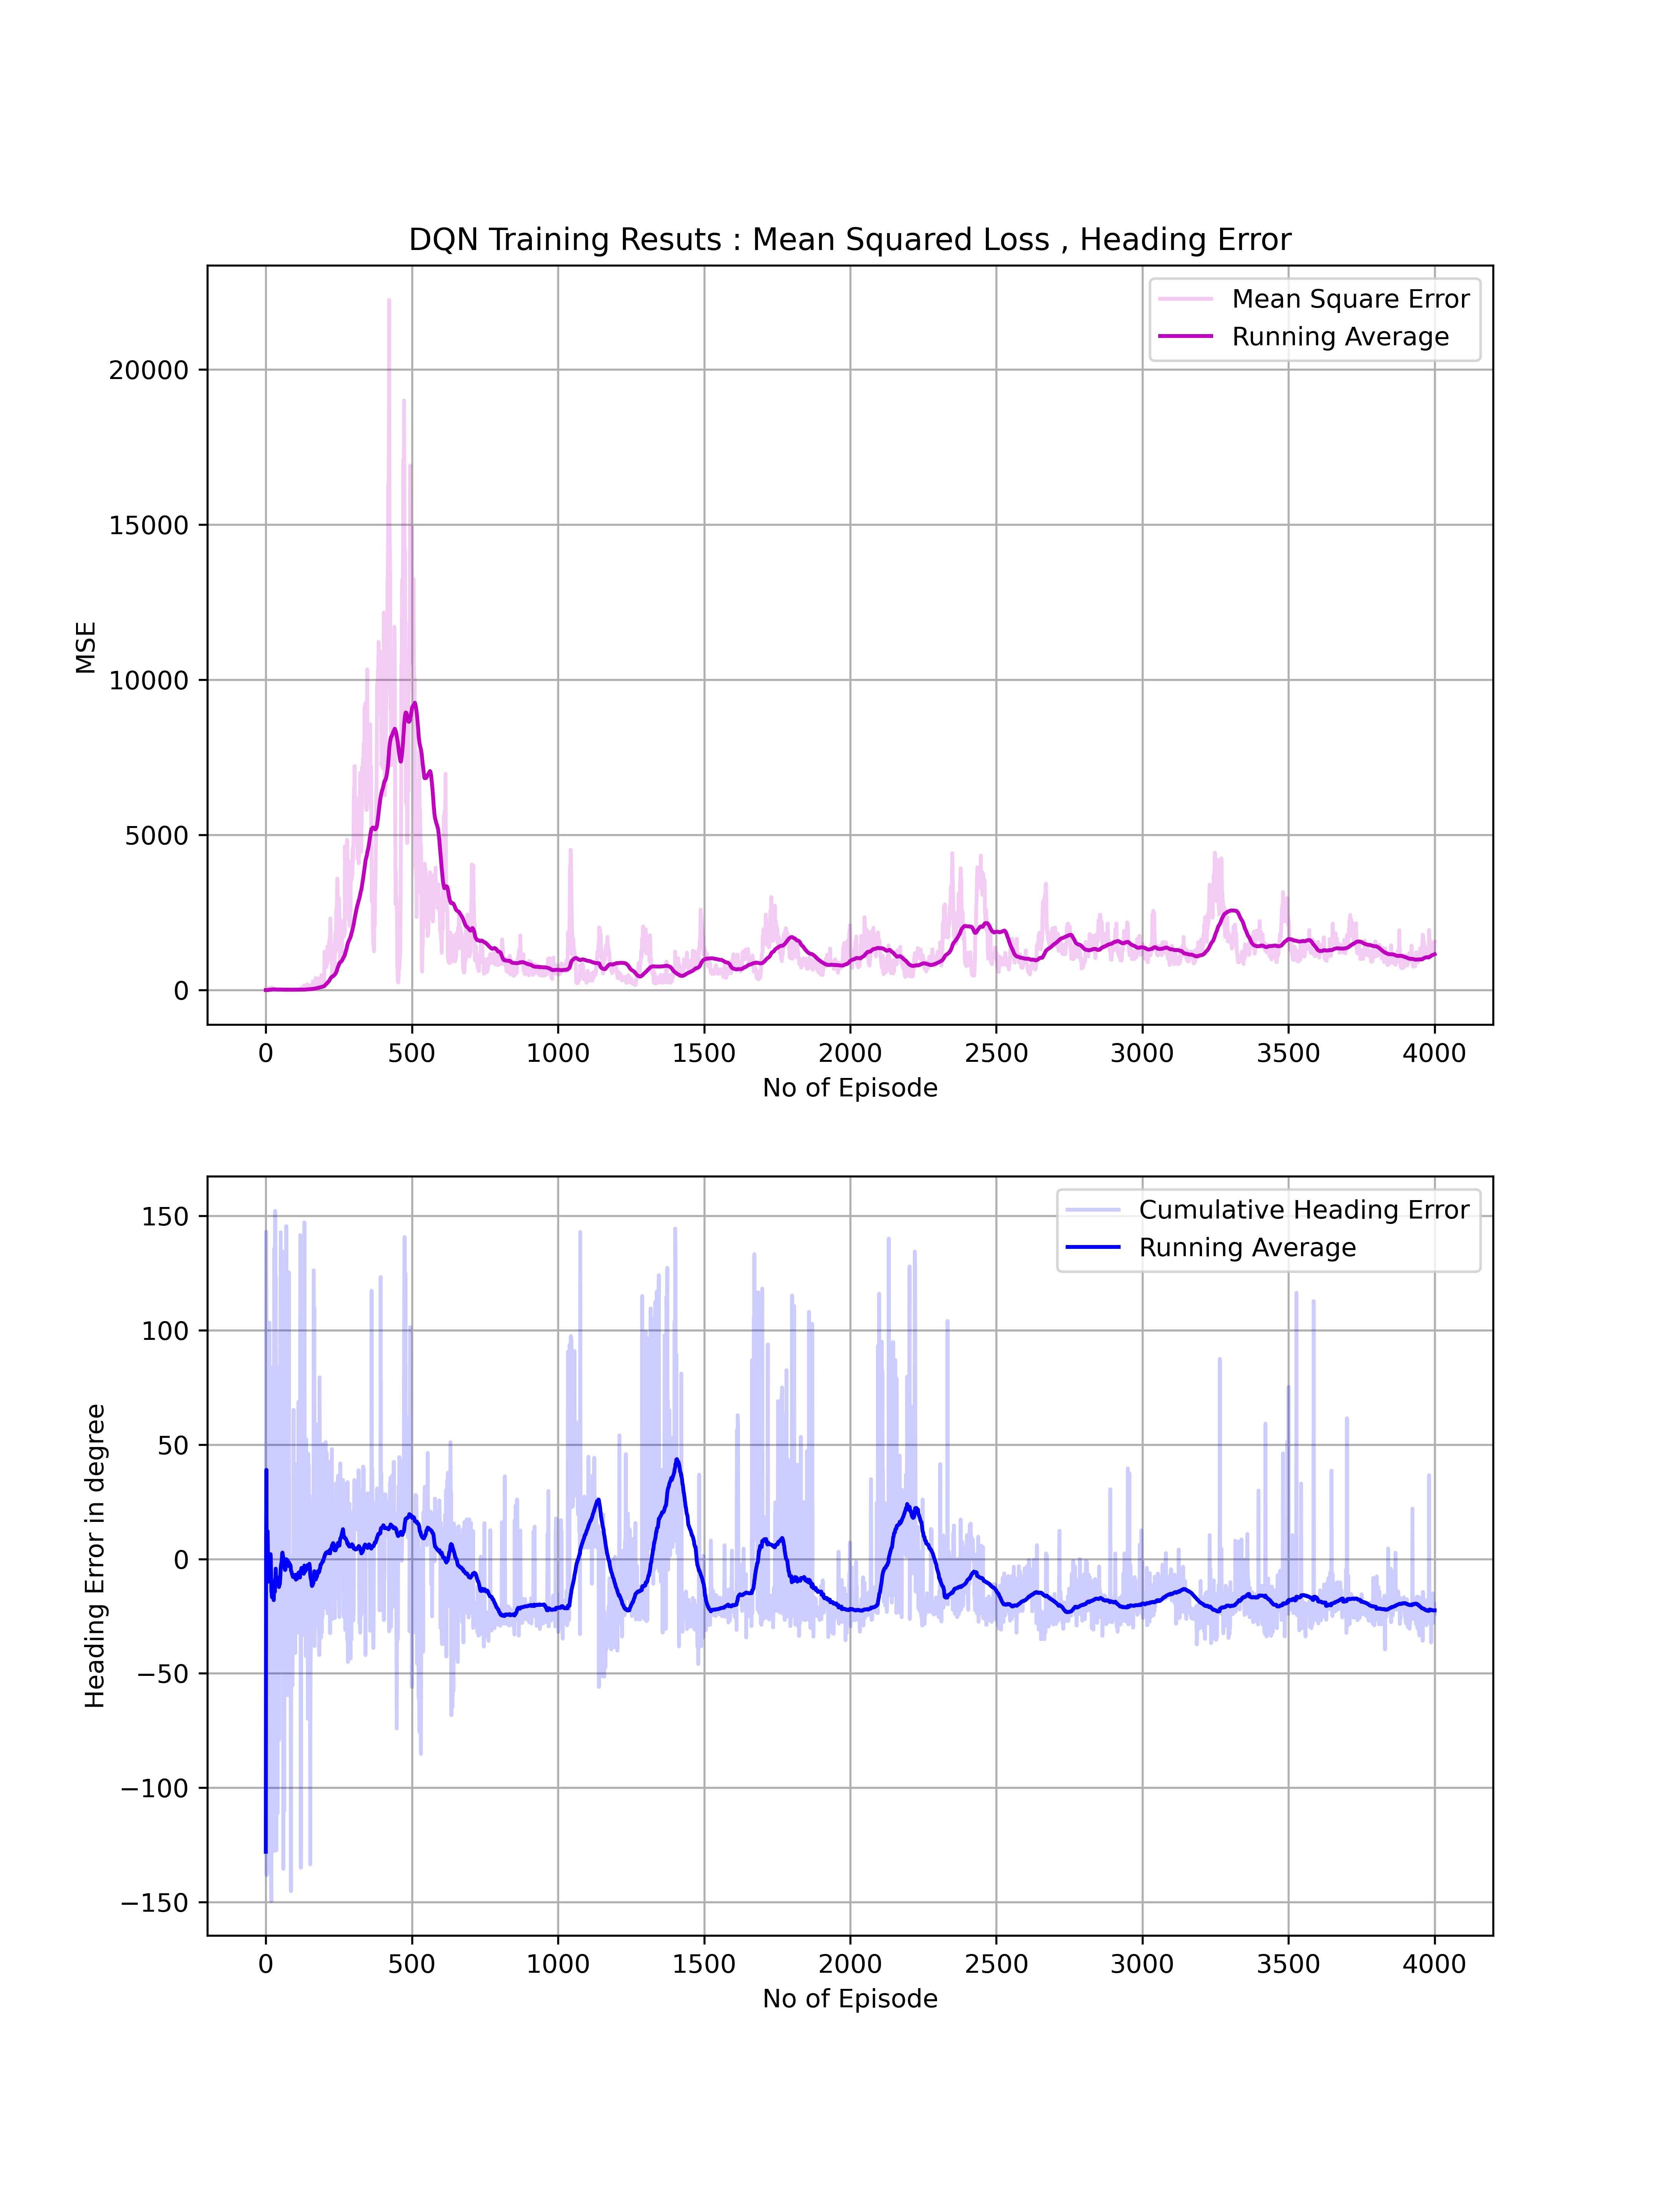 DQN Training Resuts : Mean Squared Loss , Heading Error
Mean Square Error
Running Average
20000
15000
10000
5000
0
MSE
0 500 1000 1500 2000 2500 3000 3500 4000
No of Episode
Cumulative Heading Error
Running Average
150
100
50
0
−50
−100
−150
Heading Error in degree
0 500 1000 1500 2000 2500 3000 3500 4000
No of Episode